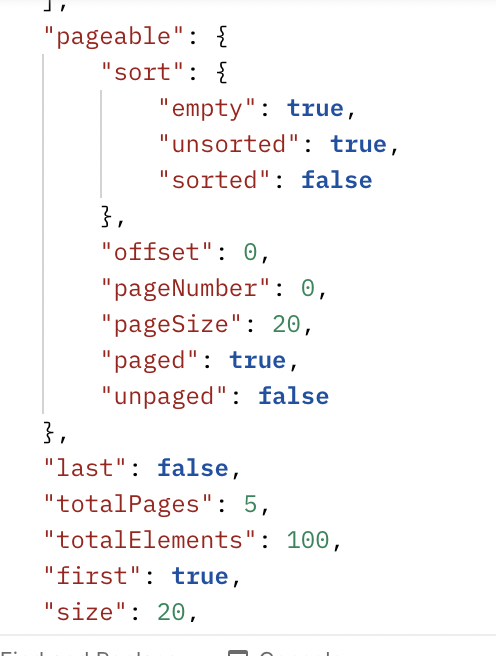 ],
"pageable": {
"sort": {
"empty": true,
"unsorted": true,
"sorted": false
},
"offset": 0,
"pageNumber": 0,
"pageSize": 20,
"paged": true,
"unpaged": false
},
"last": false,
"totalPages": 5,
"totalElements": 100,
"first": true,
"size": 20,